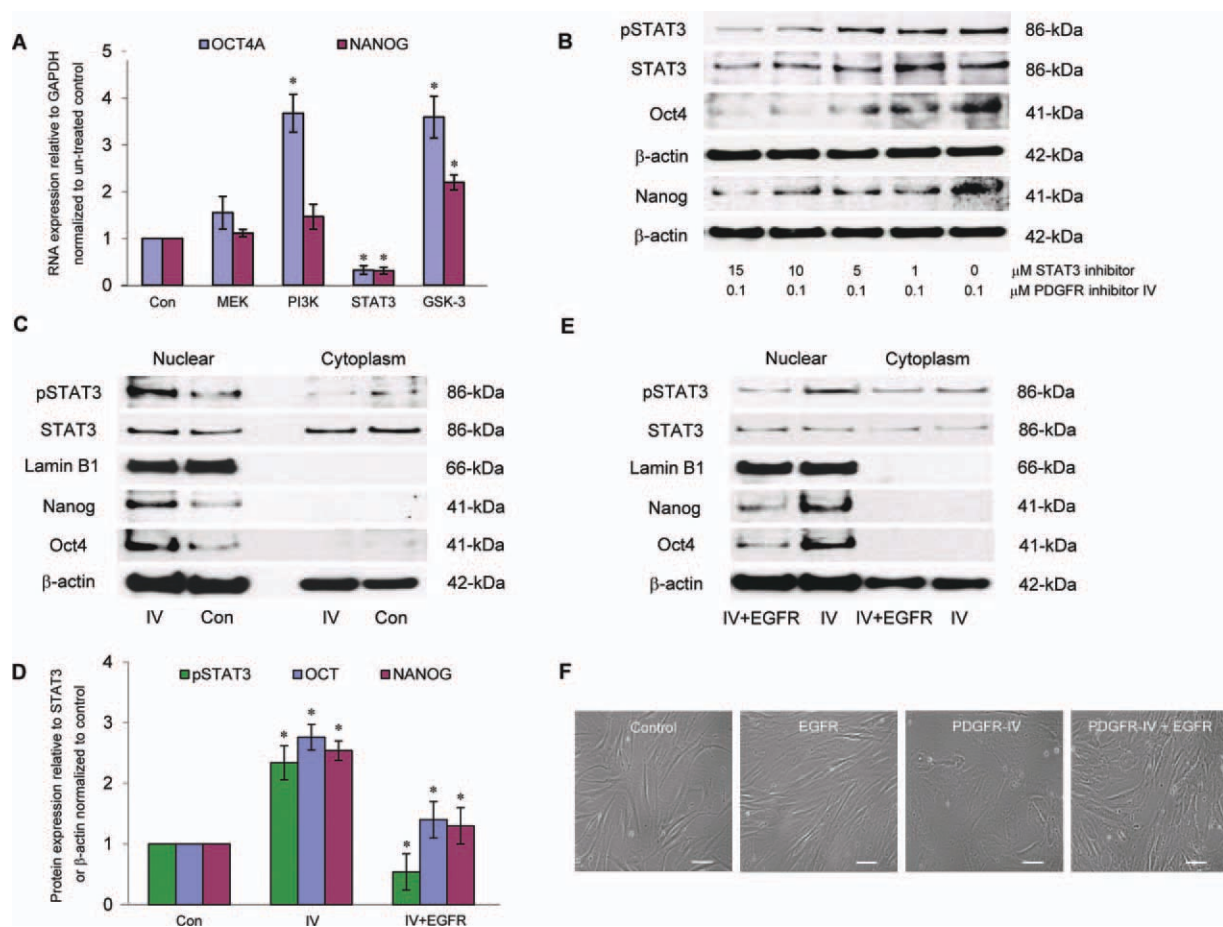 A
OCT4A NANOG
RNA expression relative to GAPDH
normalized to un-treated control
5
4
3
2
1
0
* * * * *
Con MEK PI3K STAT3 GSK-3
B
pSTAT3 86-kDa
STAT3 86-kDa
Oct4 41-kDa
β-actin 42-kDa
Nanog 41-kDa
β-actin 42-kDa
15 10 5 1 0 μM STAT3 inhibitor
0.1 0.1 0.1 0.1 0.1 μM PDGFR inhibitor IV
C
Nuclear Cytoplasm
pSTAT3 86-kDa
STAT3 86-kDa
Lamin B1 66-kDa
Nanog 41-kDa
Oct4 41-kDa
β-actin 42-kDa
IV Con IV Con
E
Nuclear Cytoplasm
pSTAT3 86-kDa
STAT3 86-kDa
Lamin B1 66-kDa
Nanog 41-kDa
Oct4 41-kDa
β-actin 42-kDa
IV+EGFR IV IV+EGFR IV
D
pSTAT3 OCT NANOG
Protein expression relative to STAT3
or β-actin normalized to control
4
3
2
1
0
* * * * * *
Con IV IV+EGFR
F
Control EGFR PDGFR-IV PDGFR-IV + EGFR